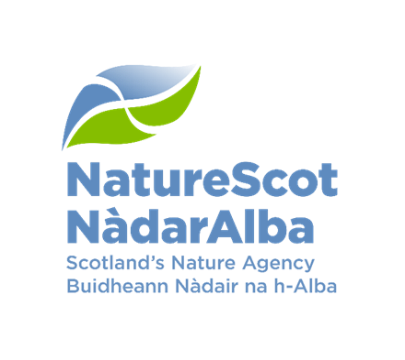 NatureScot
NàdarAlba
Scotland's Nature Agency
Buidheann Nàdair na h-Alba